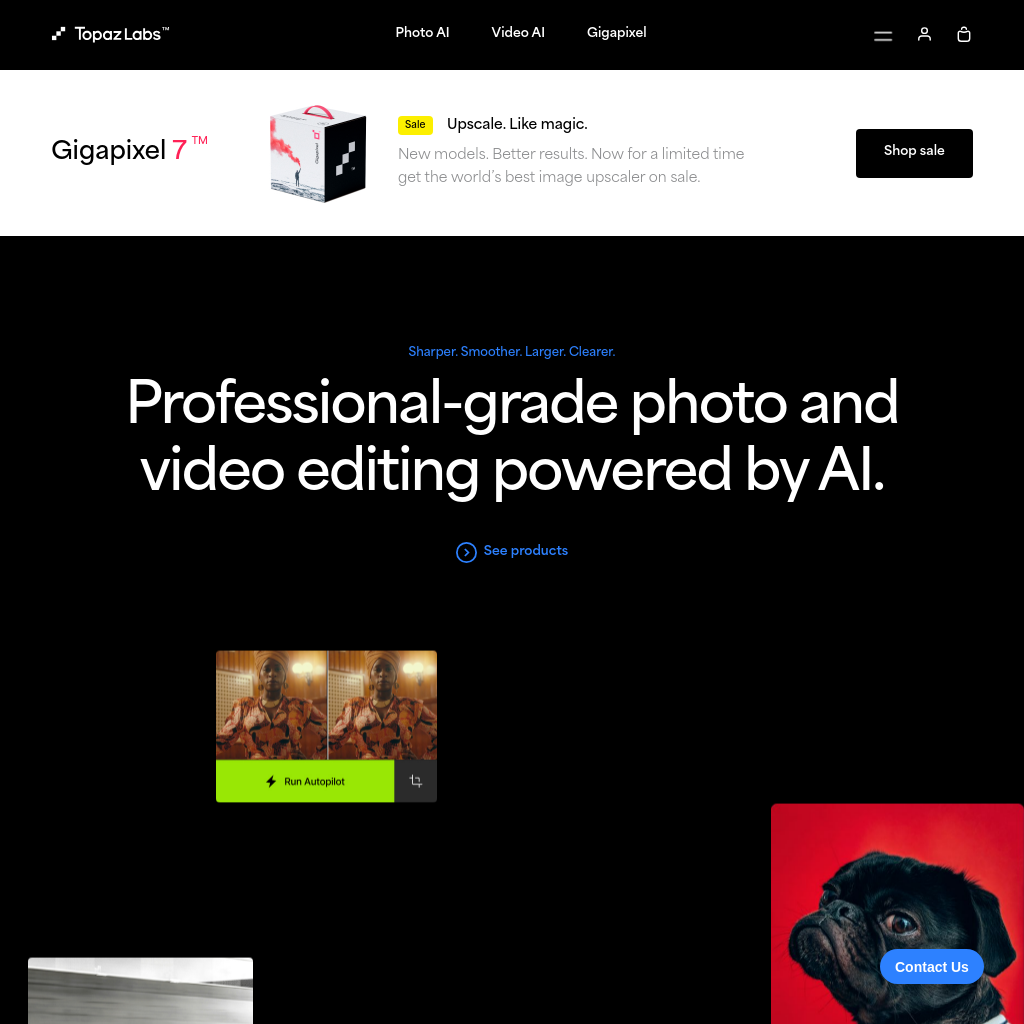 Topaz Labs™
Photo AI
Video AI
Gigapixel
Gigapixel 7™
Gigapixel
Sale
Upscale. Like magic.
New models. Better results. Now for a limited time
get the world’s best image upscaler on sale.
Shop sale
Sharper. Smoother. Larger. Clearer.
Professional-grade photo and
video editing powered by AI.
See products
Run Autopilot
Contact Us